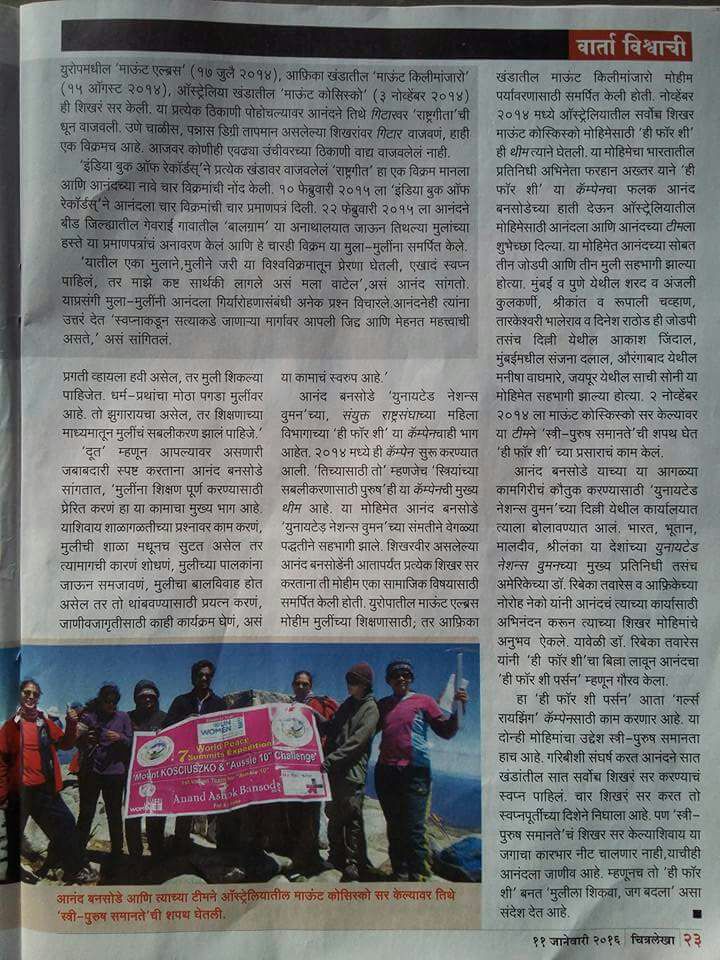 वार्ता विश्वाची
युरोपमधील ‘माऊंट एल्ब्रस’ (१७ जुलै २०१४), आफ्रिका खंडातील ‘माऊंट किलीमांजारो’
(१५ ऑगस्ट २०१४), ऑस्ट्रेलिया खंडातील ‘माऊंट कोसिस्को’ (३ नोव्हेंबर २०१४)
ही शिखरं सर केली. या प्रत्येक ठिकाणी पोहोचल्यावर आनंदने तिथे गिटारवर ‘राष्ट्रगीता’ची
धून वाजवली. उणे चाळीस, पन्नास डिग्री तापमान असलेल्या शिखरांवर गिटार वाजवणं, हाही
एक विक्रमच आहे. आजवर कोणीही एवढ्या उंचीवरच्या ठिकाणी वाद्य वाजवलेलं नाही.
‘इंडिया बुक ऑफ रेकॉर्डस्’ने प्रत्येक खंडावर वाजवलेलं ‘राष्ट्रगीत’ हा एक विक्रम मानला
आणि आनंदच्या नावे चार विक्रमांची नोंद केली. १० फेब्रुवारी २०१५ ला ‘इंडिया बुक ऑफ
रेकॉर्डस्’ने आनंदला चार विक्रमांची चार प्रमाणपत्रं दिली. २२ फेब्रुवारी २०१५ ला आनंदने
बीड जिल्ह्यातील गेवराई गावातील ‘बालग्राम’ या अनाथालयात जाऊन तिथल्या मुलांच्या
हस्ते या प्रमाणपत्रांचं अनावरण केलं आणि हे चारही विक्रम या मुला-मुलींना समर्पित केले.
‘यातील एका मुलाने,मुलीने जरी या विश्वविक्रमातून प्रेरणा घेतली, एखादं स्वप्न
पाहिलं, तर माझे कष्ट सार्थकी लागले असं मला वाटेल’,असं आनंद सांगतो.
याप्रसंगी मुला-मुलींनी आनंदला गिर्यारोहणासंबंधी अनेक प्रश्न विचारले.आनंदनेही त्यांना
उत्तरं देत ‘स्वप्नाकडून सत्याकडे जाणाऱ्या मार्गावर आपली जिद्द आणि मेहनत महत्त्वाची
असते,’ असं सांगितलं.
प्रगती व्हायला हवी असेल, तर मुली शिकल्या
पाहिजेत. धर्म-प्रथांचा मोठा पगडा मुलींवर
आहे. तो झुगारायचा असेल, तर शिक्षणाच्या
माध्यमातून मुलींचं सबलीकरण झालं पाहिजे.’
‘दूत’ म्हणून आपल्यावर असणारी
जबाबदारी स्पष्ट करताना आनंद बनसोडे
सांगतात, ‘मुलींना शिक्षण पूर्ण करण्यासाठी
प्रेरित करणं हा या कामाचा मुख्य भाग आहे.
याशिवाय शाळागळतीच्या प्रश्नावर काम करणं,
मुलीची शाळा मधूनच सुटत असेल तर
त्यामागची कारणं शोधणं, मुलीच्या पालकांना
जाऊन समजावणं, मुलीचा बालविवाह होत
असेल तर तो थांबवण्यासाठी प्रयत्न करणं,
जाणीवजागृतीसाठी काही कार्यक्रम घेणं, असं
या कामाचं स्वरुप आहे.’
आनंद बनसोडे ‘युनायटेड नेशन्स
वुमन’च्या, संयुक्त राष्ट्रसंघाच्या महिला
विभागाच्या ‘ही फॉर शी’ या कॅम्पेनचाही भाग
आहेत. २०१४ मध्ये ही कॅम्पेन सुरू करण्यात
आली. ‘तिच्यासाठी तो’ म्हणजेच ‘स्त्रियांच्या
सबलीकरणासाठी पुरुष’ही या कॅम्पेनची मुख्य
थीम आहे. या मोहिमेत आनंद बनसोडे
‘युनायटेड नेशन्स वुमन’च्या संमतीने वेगळ्या
पद्धतीने सहभागी झाले. शिखरवीर असलेल्या
आनंद बनसोडेंनी आतापर्यंत प्रत्येक शिखर सर
करताना ती मोहीम एका सामाजिक विषयासाठी
समर्पित केली होती. युरोपातील माऊंट एल्ब्रस
मोहीम मुलींच्या शिक्षणासाठी; तर आफ्रिका
खंडातील माऊंट किलीमांजारो मोहीम
पर्यावरणासाठी समर्पित केली होती. नोव्हेंबर
२०१४ मध्ये ऑस्ट्रेलियातील सर्वोच्च शिखर
माऊंट कोस्किस्को मोहिमेसाठी ‘ही फॉर शी’
ही थीम त्याने घेतली. या मोहिमेचा भारतातील
प्रतिनिधी अभिनेता फरहान अख्तर याने ‘ही
फॉर शी’ या कॅम्पेनचा फलक आनंद
बनसोडेच्या हाती देऊन ऑस्ट्रेलियातील
मोहिमेसाठी आनंदला आणि आनंदच्या टीमला
शुभेच्छा दिल्या. या मोहिमेत आनंदच्या सोबत
तीन जोडपी आणि तीन मुली सहभागी झाल्या
होत्या. मुंबई व पुणे येथील शरद व अंजली
कुलकर्णी, श्रीकांत व रूपाली चव्हाण,
तारकेश्वरी भालेराव व दिनेश राठोड ही जोडपी
तसंच दिल्ली येथील आकाश जिंदाल,
मुंबईमधील संजना दलाल, औरंगाबाद येथील
मनीषा वाघमारे, जयपूर येथील साची सोनी या
मोहिमेत सहभागी झाल्या होत्या. २ नोव्हेंबर
२०१४ ला माऊंट कोस्किस्को सर केल्यावर
या टीमने ‘स्त्री-पुरुष समानते’ची शपथ घेत
‘ही फॉर शी’च्या प्रसाराचं काम केलं.
आनंद बनसोडे याच्या या आगळ्या
कामगिरीचं कौतुक करण्यासाठी ‘युनायटेड
नेशन्स वुमन’च्या दिल्ली येथील कार्यालयात
त्याला बोलावण्यात आलं. भारत, भूतान,
मालदीव, श्रीलंका या देशांच्या युनायटेड
नेशन्स वुमनच्या मुख्य प्रतिनिधी तसंच
अमेरिकेच्या डॉ. रिबेका तवारेस व आफ्रिकेच्या
नोरोह नेको यांनी आनंदचं त्याच्या कार्यासाठी
अभिनंदन करून त्याच्या शिखर मोहिमांचे
अनुभव ऐकले. यावेळी डॉ. रिबेका तवारेस
यांनी ‘ही फॉर शी’चा बिल्ला लावून आनंदचा
‘ही फॉर शी पर्सन’ म्हणून गौरव केला.
हा ‘ही फॉर शी पर्सन’ आता ‘गर्ल्स
रायझिंग’ कॅम्पेनसाठी काम करणार आहे. या
दोन्ही मोहिमांचा उद्देश स्त्री-पुरुष समानता
हाच आहे. गरिबीशी संघर्ष करत आनंदने सात
खंडांतील सात सर्वोच्च शिखरं सर करण्याचं
स्वप्न पाहिलं. चार शिखरं सर करत तो
स्वप्नपूर्तीच्या दिशेने निघाला आहे. पण ‘स्त्री-
पुरुष समानते’चं शिखर सर केल्याशिवाय या
जगाचा कारभार नीट चालणार नाही,याचीही
आनंदला जाणीव आहे. म्हणूनच तो ‘ही फॉर
शी’ बनत ‘मुलीला शिकवा, जग बदला’ असा
संदेश देत आहे.
UN
WOMEN
World Peace
7 Summits Expedition
'Mount KOSCIUSZKO & "Aussie 10" Challenge'
Anand Ashok Bansode
आनंद बनसोडे आणि त्याच्या टीमने ऑस्ट्रेलियातील माऊंट कोसिस्को सर केल्यावर तिथे
‘स्त्री-पुरुष समानते’ची शपथ घेतली.
११ जानेवारी २०१६ | चित्रलेखा | २३